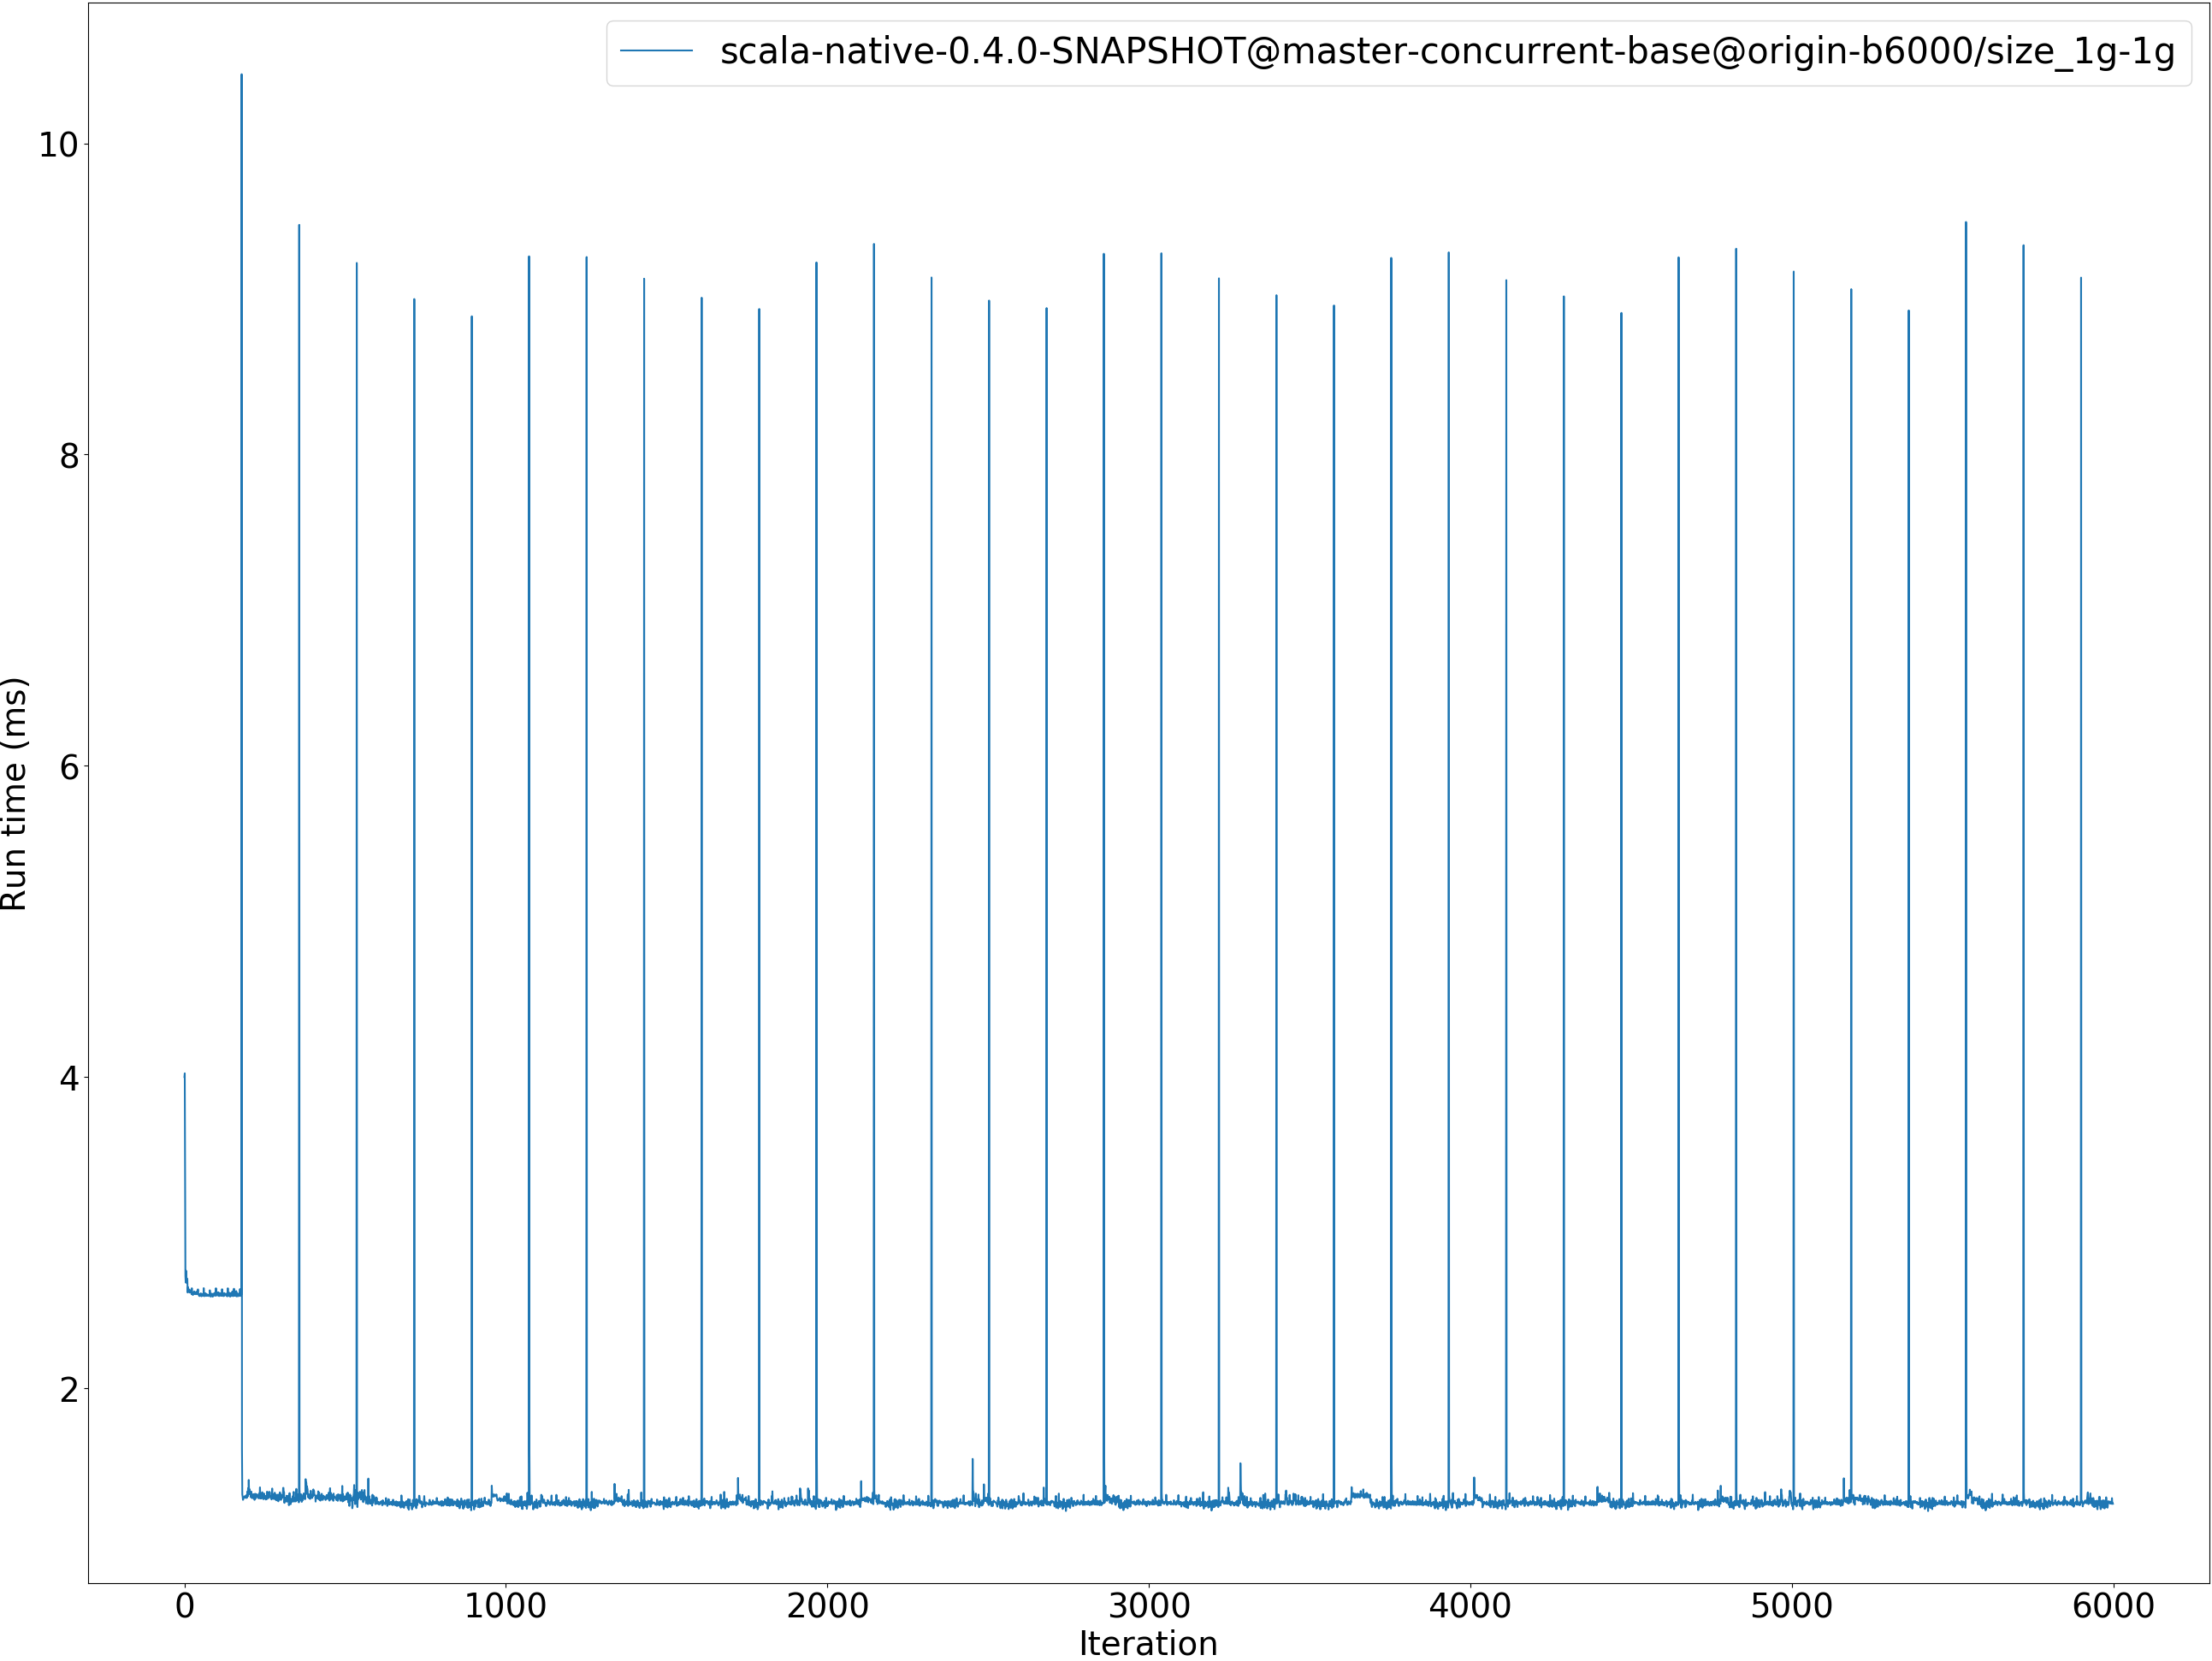 scala-native-0.4.0-SNAPSHOT@master-concurrent-base@origin-b6000/size_1g-1g
10
8
6
4
2
Run time (ms)
0 1000 2000 3000 4000 5000 6000
Iteration